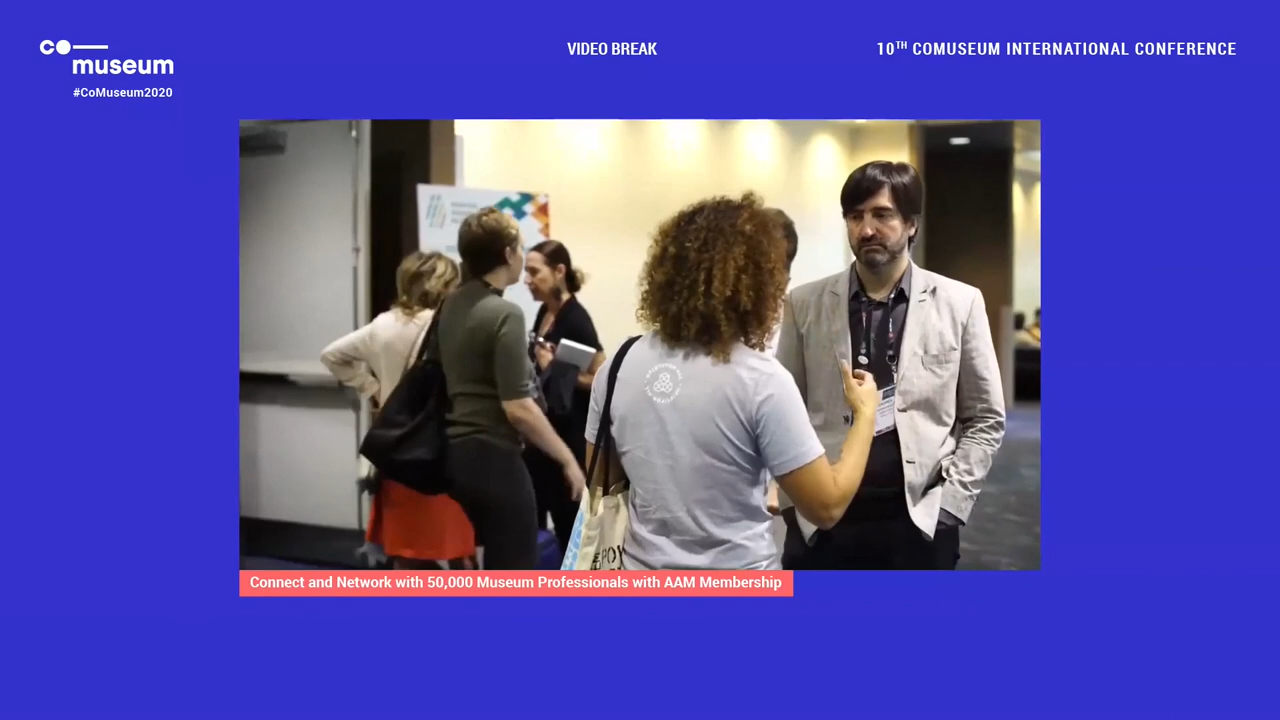 co
museum
#CoMuseum2020
VIDEO BREAK
10TH COMUSEUM INTERNATIONAL CONFERENCE
Connect and Network with 50,000 Museum Professionals with AAM Membership